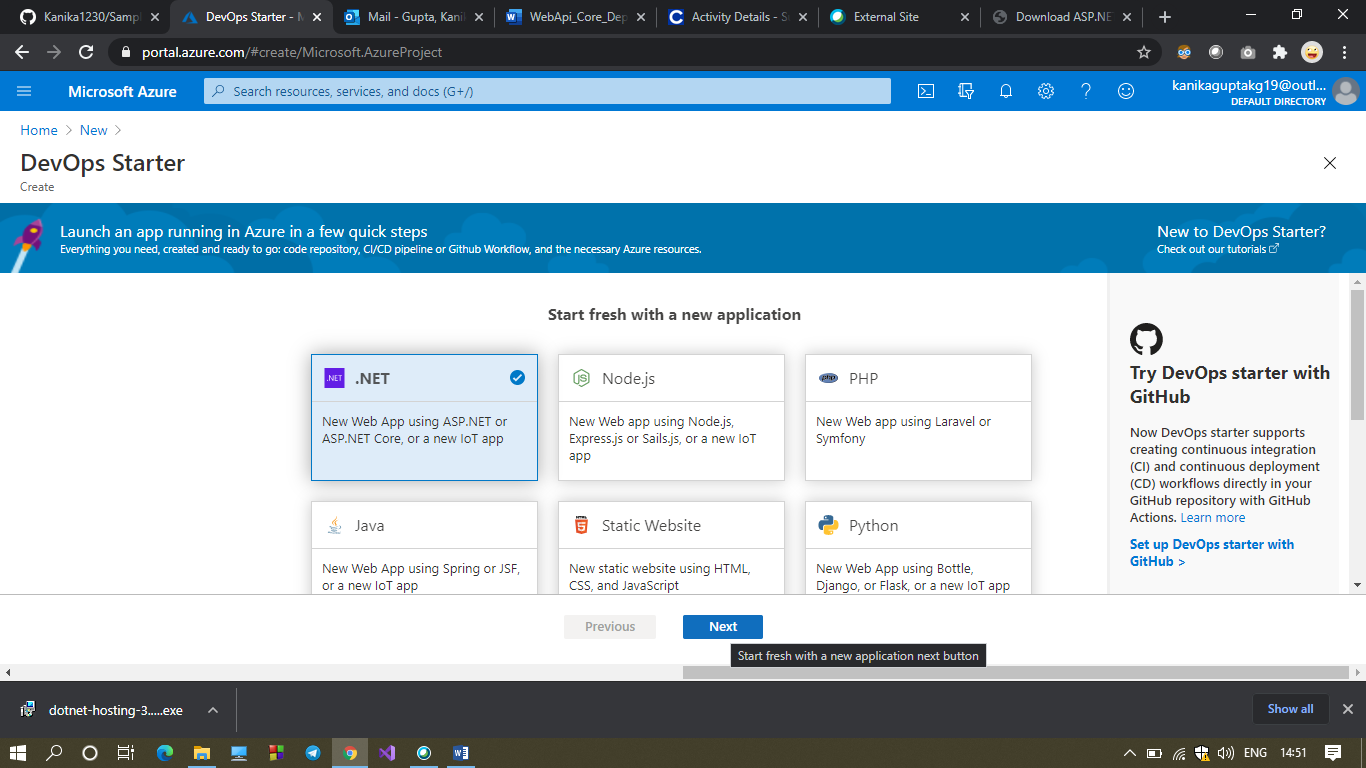 Kanika1230/Samp
DevOps Starter - M
Mail - Gupta, Kanik
WebApi_Core_Dep
Activity Details - S
External Site
Download ASP.NE
portal.azure.com/#create/Microsoft.AzureProject
Microsoft Azure
Search resources, services, and docs (G+/)
kanikaguptakg19@outl...
DEFAULT DIRECTORY
Home
New
DevOps Starter
Create
Launch an app running in Azure in a few quick steps
Everything you need, created and ready to go: code repository, CI/CD pipeline or Github Workflow, and the necessary Azure resources.
New to DevOps Starter?
Check out our tutorials
Start fresh with a new application
.NET
.NET
New Web App using ASP.NET or
ASP.NET Core, or a new IoT app
Node.js
New Web app using Node.js,
Express.js or Sails.js, or a new IoT
app
php
PHP
New Web app using Laravel or
Symfony
Java
New Web App using Spring or JSF,
or a new IoT app
Static Website
New static website using HTML,
CSS, and JavaScript
Python
New Web App using Bottle,
Django, or Flask, or a new IoT app
Try DevOps starter with
GitHub
Now DevOps starter supports
creating continuous integration
(CI) and continuous deployment
(CD) workflows directly in your
GitHub repository with GitHub
Actions. Learn more
Set up DevOps starter with
GitHub >
Previous
Next
Start fresh with a new application next button
dotnet-hosting-3.....exe
Show all
ENG
14:51